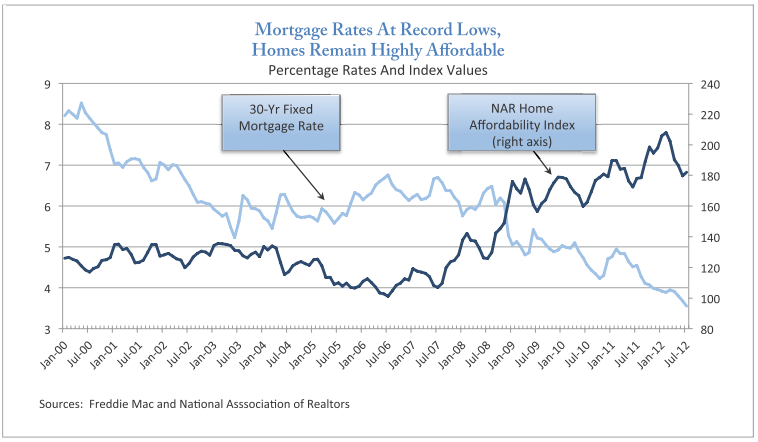 Mortgage Rates At Record Lows,
Homes Remain Highly Affordable
Percentage Rates And Index Values
9
8
7
6
5
4
3
240
220
200
180
160
140
120
100
80
30-Yr Fixed
Mortgage Rate
NAR Home
Affordability Index
(right axis)
Jan-00
Jul-00
Jan-01
Jul-01
Jan-02
Jul-02
Jan-03
Jul-03
Jan-04
Jul-04
Jan-05
Jul-05
Jan-06
Jul-06
Jan-07
Jul-07
Jan-08
Jul-08
Jan-09
Jul-09
Jan-10
Jul-10
Jan-11
Jul-11
Jan-12
Jul-12
Sources: Freddie Mac and National Asssociation of Realtors